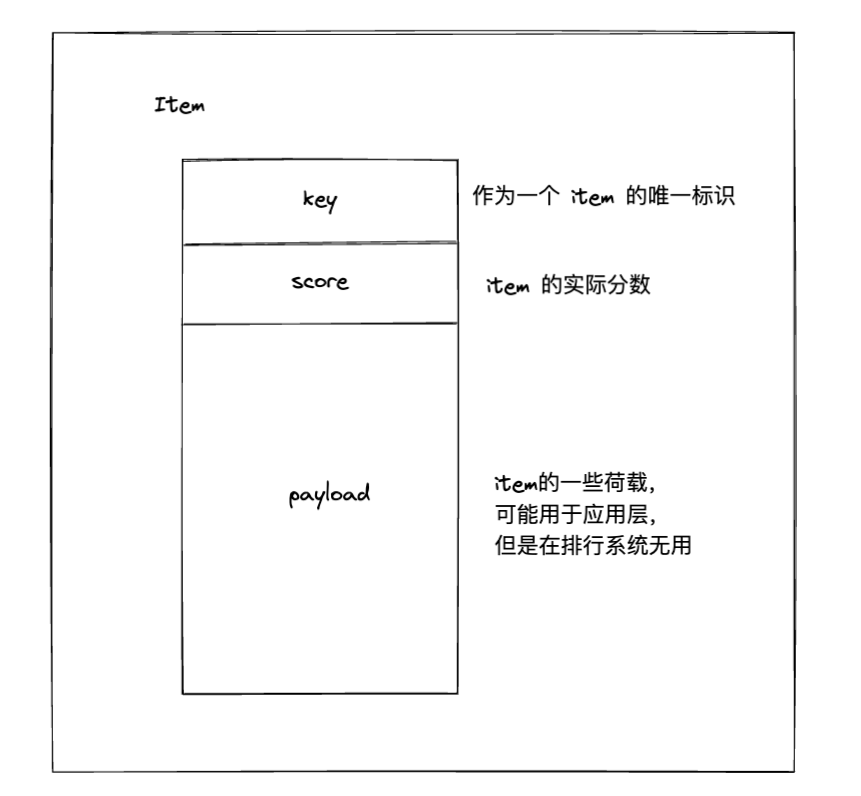 Item
key
作为一个 item 的唯一标识
score
item 的实际分数
payload
item的一些荷载,
可能用于应用层,
但是在排行系统无用